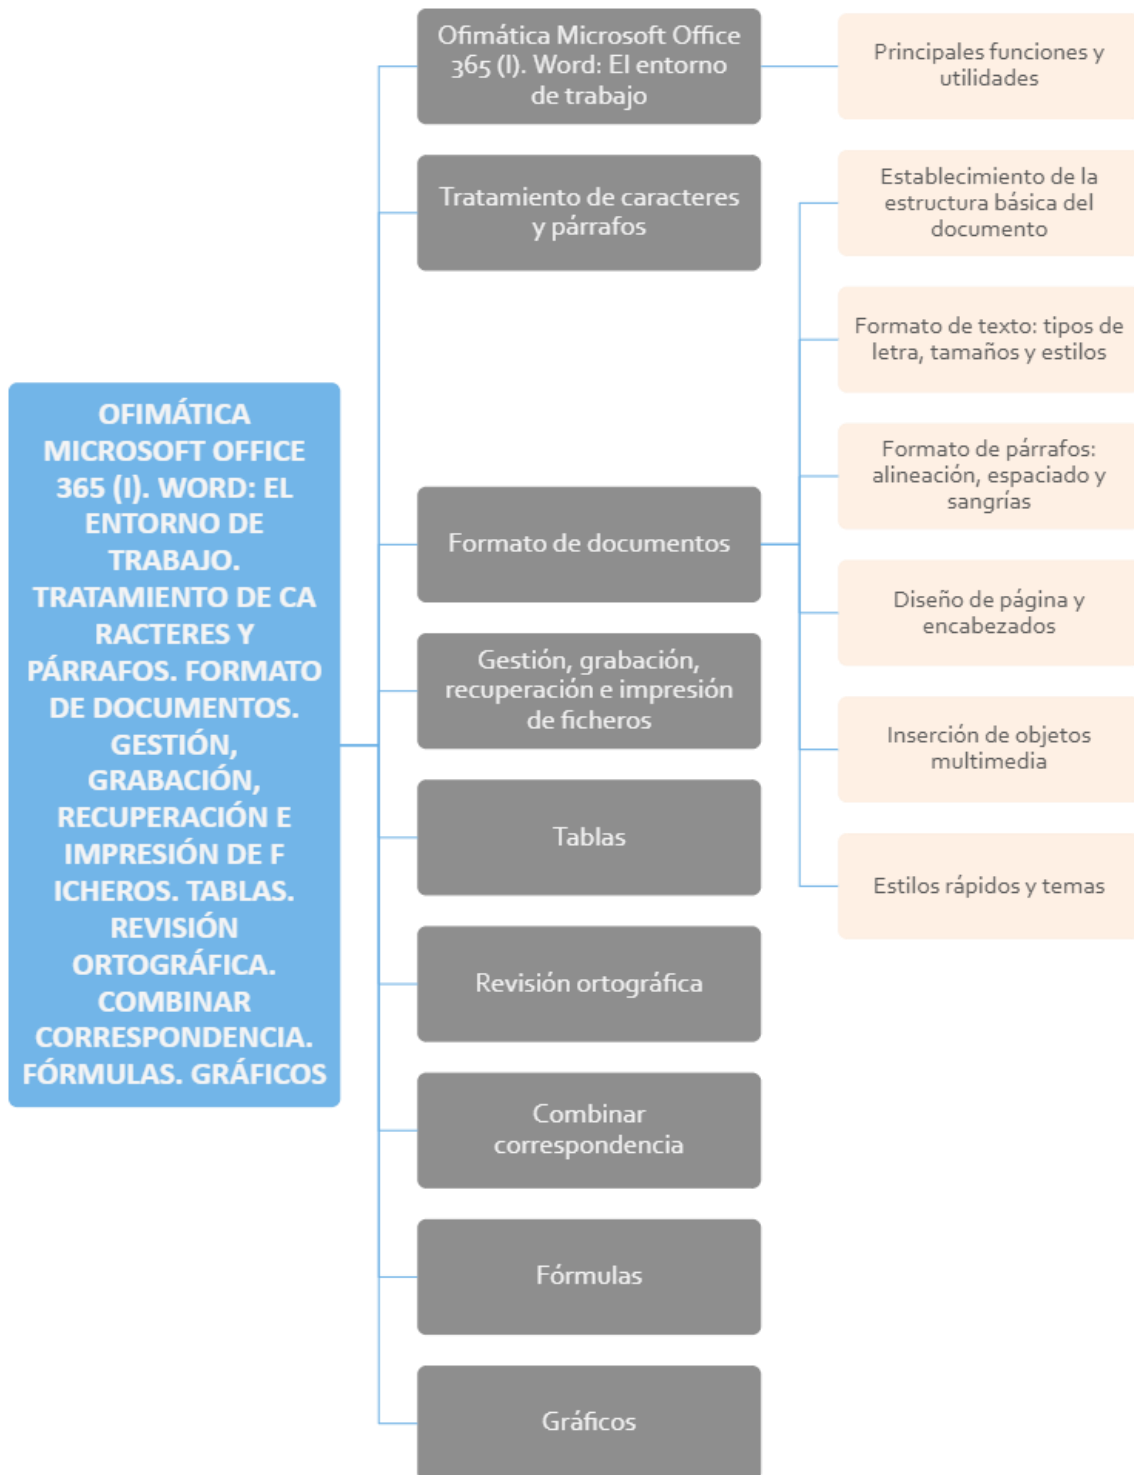 OFIMÁTICA
MICROSOFT OFFICE
365 (I). WORD: EL
ENTORNO DE
TRABAJO.
TRATAMIENTO DE CA
RACTERES Y
PÁRRAFOS. FORMATO
DE DOCUMENTOS.
GESTIÓN,
GRABACIÓN,
RECUPERACIÓN E
IMPRESIÓN DE F
ICHEROS. TABLAS.
REVISIÓN
ORTOGRÁFICA.
COMBINAR
CORRESPONDENCIA.
FÓRMULAS. GRÁFICOS
Ofimática Microsoft Office
365 (I). Word: El entorno
de trabajo
Principales funciones y
utilidades
Tratamiento de caracteres
y párrafos
Formato de documentos
Establecimiento de la
estructura básica del
documento
Formato de texto: tipos de
letra, tamaños y estilos
Formato de párrafos:
alineación, espaciado y
sangrías
Diseño de página y
encabezados
Inserción de objetos
multimedia
Estilos rápidos y temas
Gestión, grabación,
recuperación e impresión
de ficheros
Tablas
Revisión ortográfica
Combinar
correspondencia
Fórmulas
Gráficos